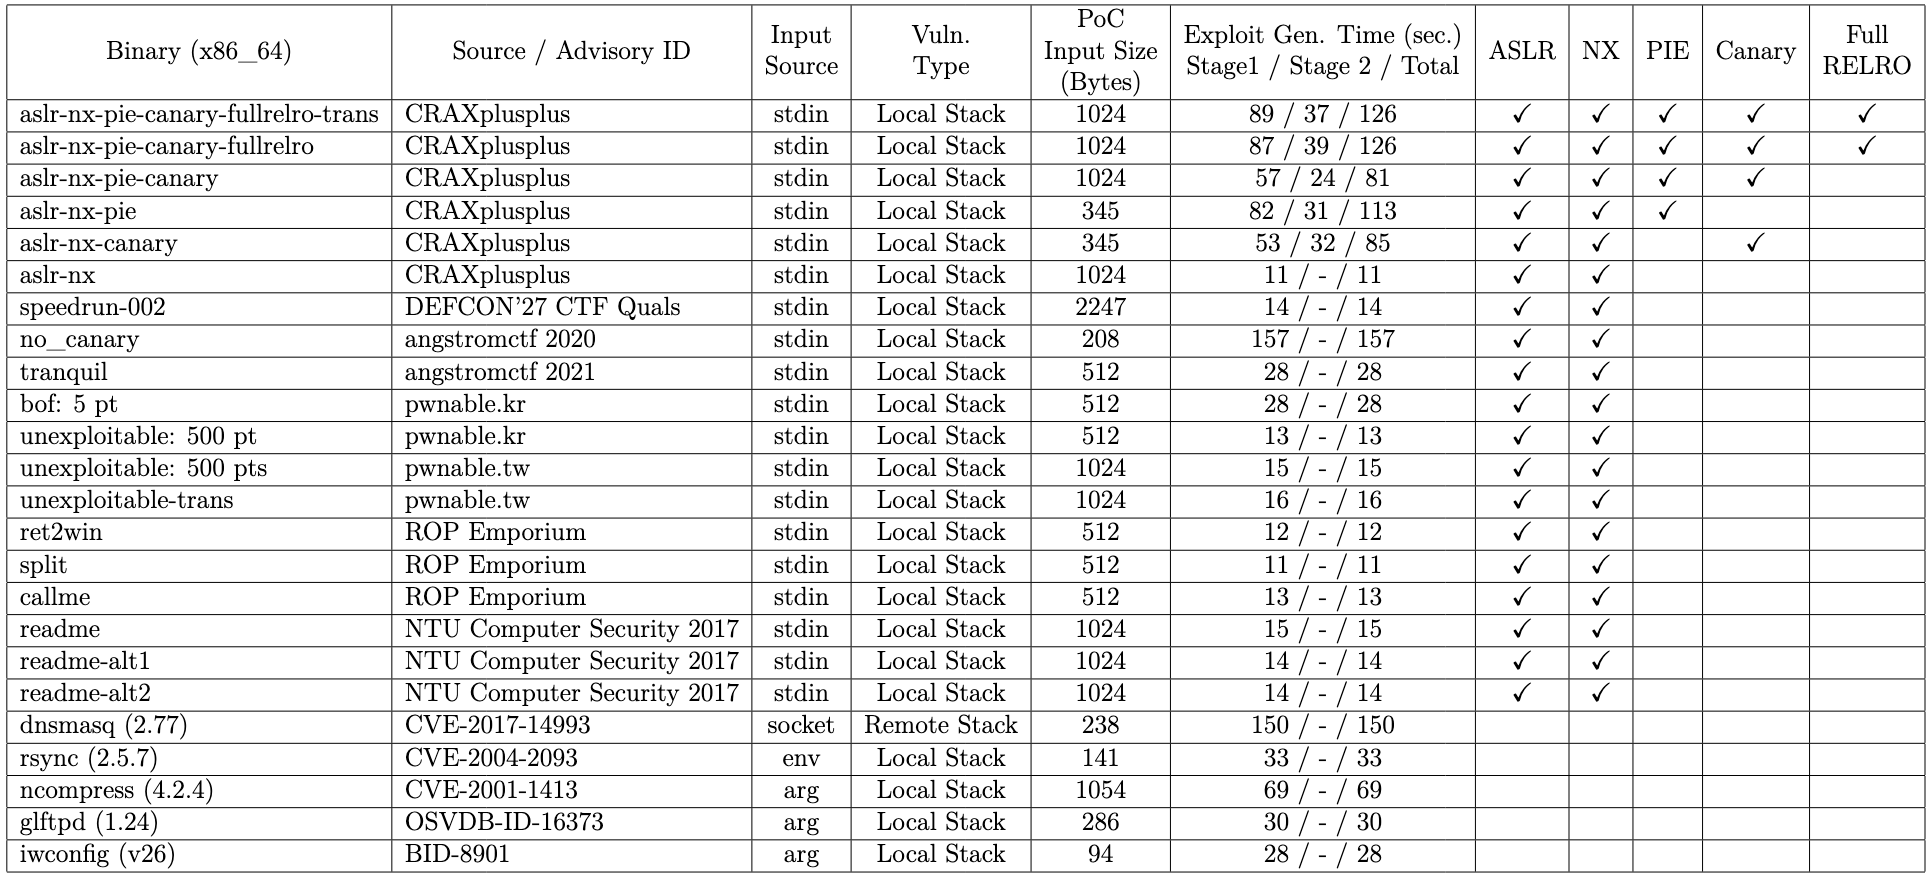 Binary (x86_64) Source / Advisory ID Input Source Vuln. Type PoC Input Size (Bytes) Exploit Gen. Time (sec.) Stage1 / Stage 2 / Total ASLR NX PIE Canary Full RELRO
aslr-nx-pie-canary-fullrelro-trans CRAXplusplus stdin Local Stack 1024 89 / 37 / 126 ✓ ✓ ✓ ✓ ✓
aslr-nx-pie-canary-fullrelro CRAXplusplus stdin Local Stack 1024 87 / 39 / 126 ✓ ✓ ✓ ✓ ✓
aslr-nx-pie-canary CRAXplusplus stdin Local Stack 1024 57 / 24 / 81 ✓ ✓ ✓ ✓
aslr-nx-pie CRAXplusplus stdin Local Stack 345 82 / 31 / 113 ✓ ✓ ✓
aslr-nx-canary CRAXplusplus stdin Local Stack 345 53 / 32 / 85 ✓ ✓ ✓
aslr-nx CRAXplusplus stdin Local Stack 1024 11 / - / 11 ✓ ✓
speedrun-002 DEFCON'27 CTF Quals stdin Local Stack 2247 14 / - / 14 ✓ ✓
no_canary angstromctf 2020 stdin Local Stack 208 157 / - / 157 ✓ ✓
tranquil angstromctf 2021 stdin Local Stack 512 28 / - / 28 ✓ ✓
bof: 5 pt pwnable.kr stdin Local Stack 512 28 / - / 28 ✓ ✓
unexploitable: 500 pt pwnable.kr stdin Local Stack 512 13 / - / 13 ✓ ✓
unexploitable: 500 pts pwnable.tw stdin Local Stack 1024 15 / - / 15 ✓ ✓
unexploitable-trans pwnable.tw stdin Local Stack 1024 16 / - / 16 ✓ ✓
ret2win ROP Emporium stdin Local Stack 512 12 / - / 12 ✓ ✓
split ROP Emporium stdin Local Stack 512 11 / - / 11 ✓ ✓
callme ROP Emporium stdin Local Stack 512 13 / - / 13 ✓ ✓
readme NTU Computer Security 2017 stdin Local Stack 1024 15 / - / 15 ✓ ✓
readme-alt1 NTU Computer Security 2017 stdin Local Stack 1024 14 / - / 14 ✓ ✓
readme-alt2 NTU Computer Security 2017 stdin Local Stack 1024 14 / - / 14 ✓ ✓
dnsmasq (2.77) CVE-2017-14993 socket Remote Stack 238 150 / - / 150
rsync (2.5.7) CVE-2004-2093 env Local Stack 141 33 / - / 33
ncompress (4.2.4) CVE-2001-1413 arg Local Stack 1054 69 / - / 69
glftpd (1.24) OSVDB-ID-16373 arg Local Stack 286 30 / - / 30
iwconfig (v26) BID-8901 arg Local Stack 94 28 / - / 28